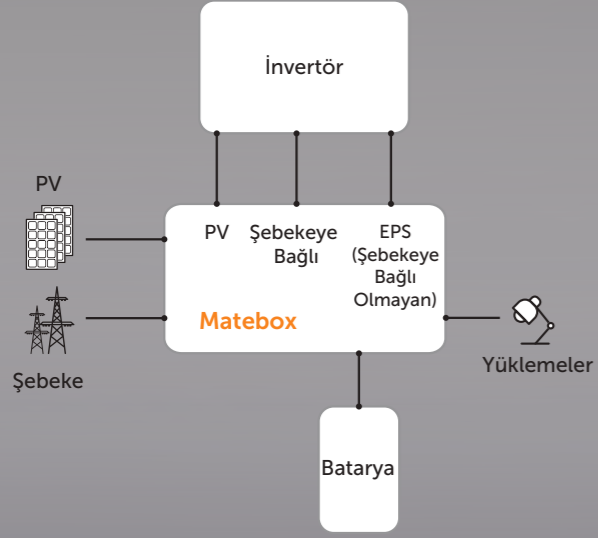 İnvertör
PV
PV
Şebekeye
Bağlı
EPS
(Şebekeye
Bağlı
Olmayan)
Matebox
Şebeke
Yüklemeler
Batarya